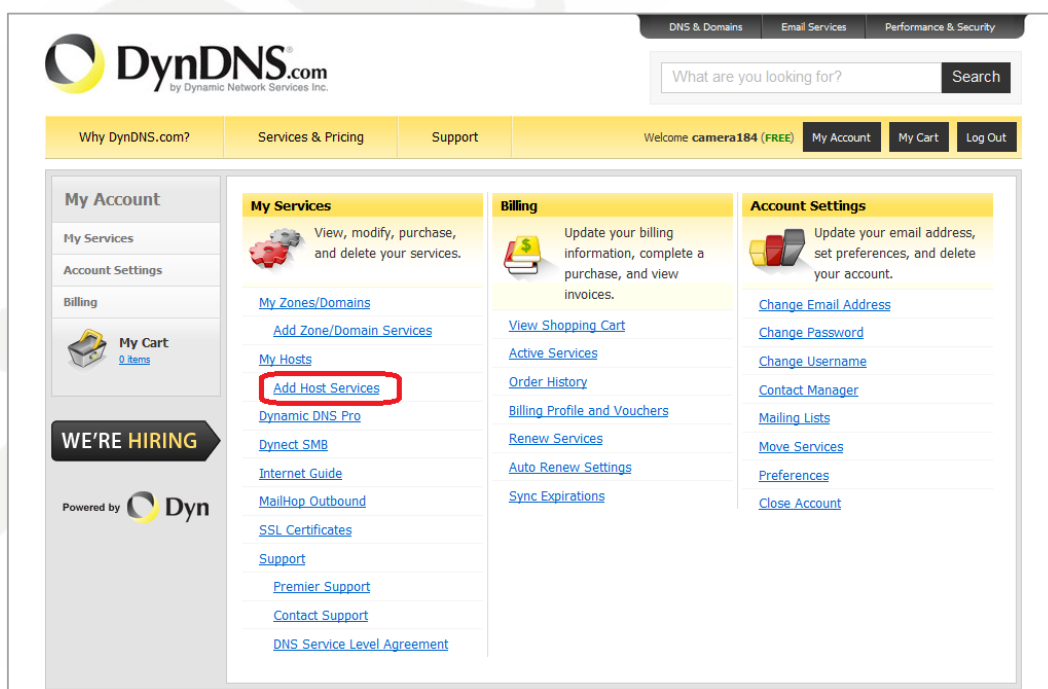 DNS & Domains Email Services Performance & Security
DynDNS.com
by Dynamic Network Services Inc.
What are you looking for? Search
Why DynDNS.com? Services & Pricing Support Welcome camera184 (FREE) My Account My Cart Log Out
My Account
My Services
Account Settings
Billing
My Cart
0 items
WE'RE HIRING
Powered by Dyn
My Services
View, modify, purchase,
and delete your services.
My Zones/Domains
Add Zone/Domain Services
My Hosts
Add Host Services
Dynamic DNS Pro
Dynect SMB
Internet Guide
MailHop Outbound
SSL Certificates
Support
Premier Support
Contact Support
DNS Service Level Agreement
Billing
Update your billing
information, complete a
purchase, and view
invoices.
View Shopping Cart
Active Services
Order History
Billing Profile and Vouchers
Renew Services
Auto Renew Settings
Sync Expirations
Account Settings
Update your email address,
set preferences, and delete
your account.
Change Email Address
Change Password
Change Username
Contact Manager
Mailing Lists
Move Services
Preferences
Close Account